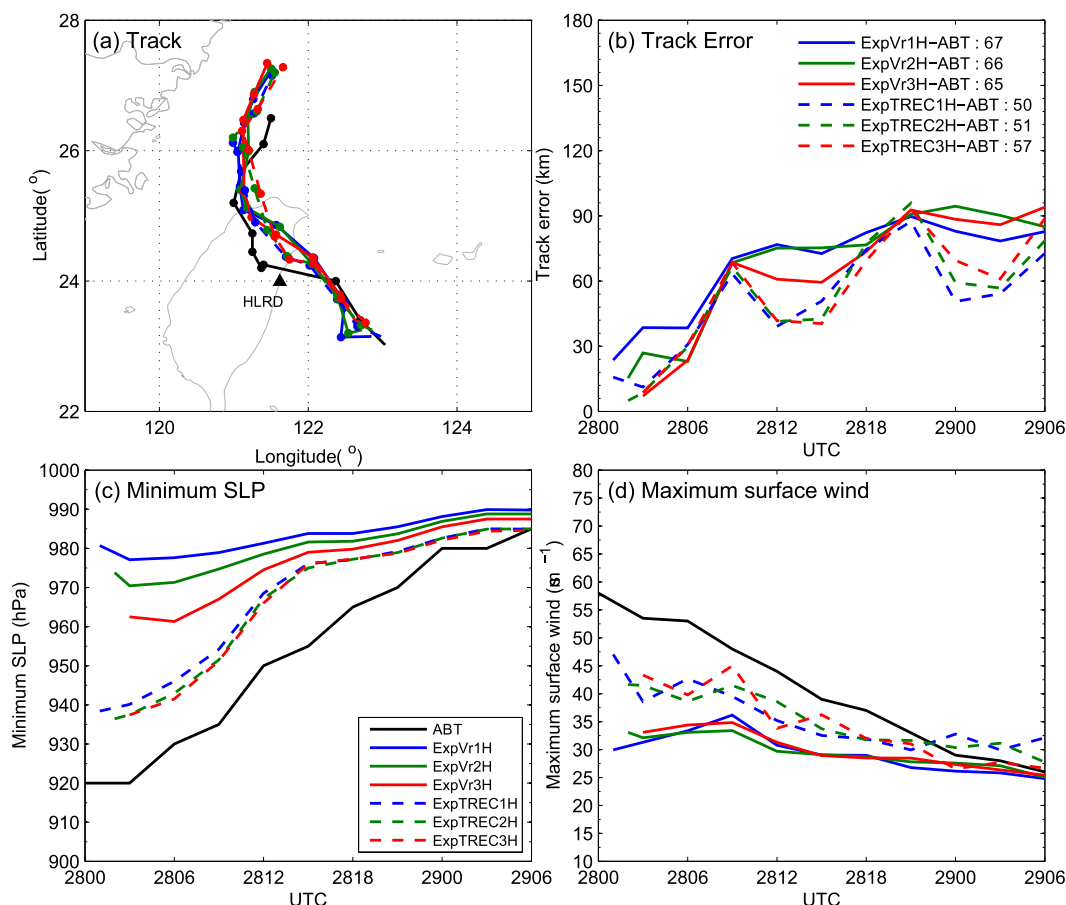 (a) Track
28
26
24
22
Latitude( o)
HLRD
120
122
124
Longitude( o)
(b) Track Error
ExpVr1H−ABT : 67
ExpVr2H−ABT : 66
ExpVr3H−ABT : 65
ExpTREC1H−ABT : 50
ExpTREC2H−ABT : 51
ExpTREC3H−ABT : 57
180
150
120
90
60
30
0
Track error (km)
2800
2806
2812
2818
2900
2906
UTC
(c) Minimum SLP
1000
990
980
970
960
950
940
930
920
910
900
Minimum SLP (hPa)
ABT
ExpVr1H
ExpVr2H
ExpVr3H
ExpTREC1H
ExpTREC2H
ExpTREC3H
2800
2806
2812
2818
2900
2906
UTC
(d) Maximum surface wind
80
75
70
65
60
55
50
45
40
35
30
25
20
15
10
Maximum surface wind (ms−1)
2800
2806
2812
2818
2900
2906
UTC